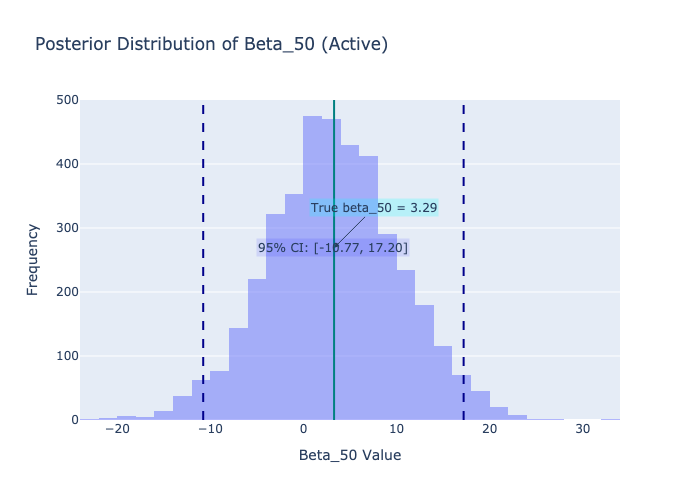 Posterior Distribution of Beta_50 (Active)
500
400
300
200
100
0
Frequency
True beta_50 = 3.29
95% CI: [-10.77, 17.20]
−20
−10
0
10
20
30
Beta_50 Value